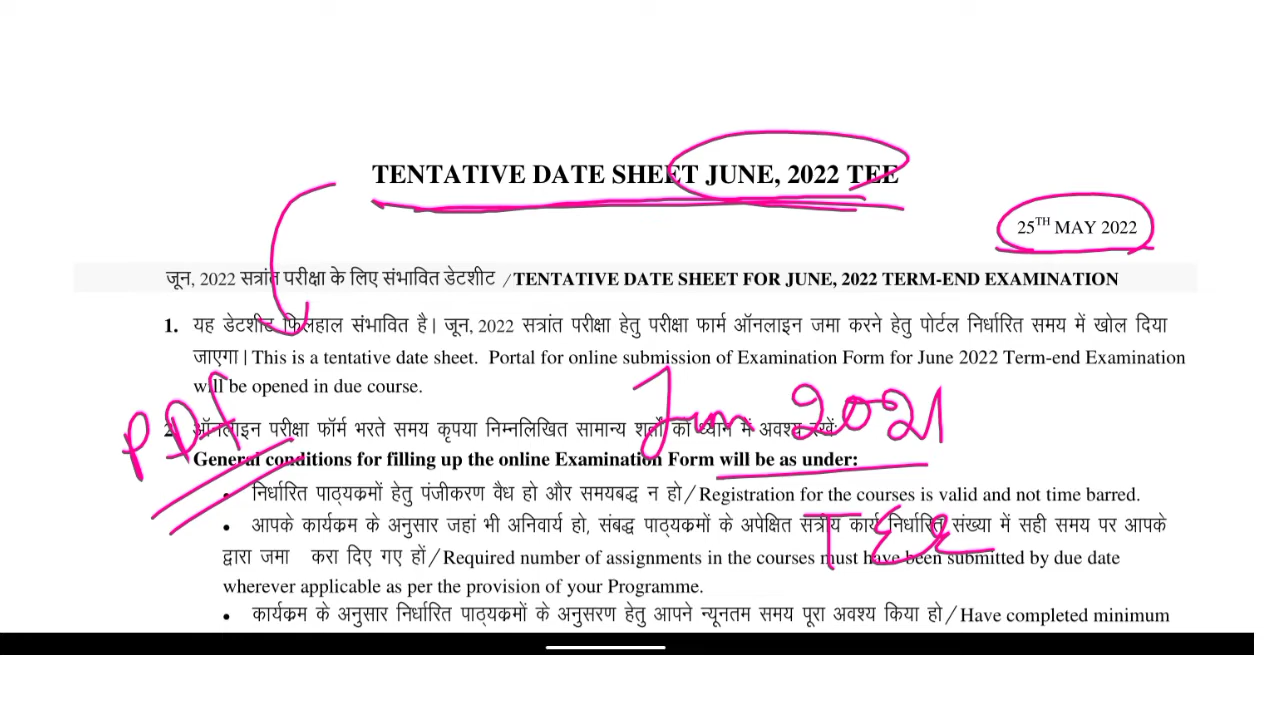 TENTATIVE DATE SHEET JUNE, 2022 TEE
25TH MAY 2022
जून, 2022 सत्रांत परीक्षा के लिए संभावित डेटशीट / TENTATIVE DATE SHEET FOR JUNE, 2022 TERM-END EXAMINATION
1. यह डेटशीट फिलहाल संभावित है। जून, 2022 सत्रांत परीक्षा हेतु परीक्षा फार्म ऑनलाइन जमा करने हेतु पोर्टल निर्धारित समय में खोल दिया
जाएगा | This is a tentative date sheet. Portal for online submission of Examination Form for June 2022 Term-end Examination
will be opened in due course.
PDF
Jun 2021
2. ऑनलाइन परीक्षा फॉर्म भरते समय कृपया निम्नलिखित सामान्य शर्तों को ध्यान में अवश्य रखें:
General conditions for filling up the online Examination Form will be as under:
• निर्धारित पाठ्यक्रमों हेतु पंजीकरण वैध हो और समयबद्ध न हो / Registration for the courses is valid and not time barred.
TEE
• आपके कार्यक्रम के अनुसार जहां भी अनिवार्य हो, संबद्ध पाठ्यक्रमों के अपेक्षित सत्रीय कार्य निर्धारित संख्या में सही समय पर आपके
द्वारा जमा करा दिए गए हों / Required number of assignments in the courses must have been submitted by due date
wherever applicable as per the provision of your Programme.
• कार्यक्रम के अनुसार निर्धारित पाठ्यक्रमों के अनुसरण हेतु आपने न्यूनतम समय पूरा अवश्य किया हो / Have completed minimum